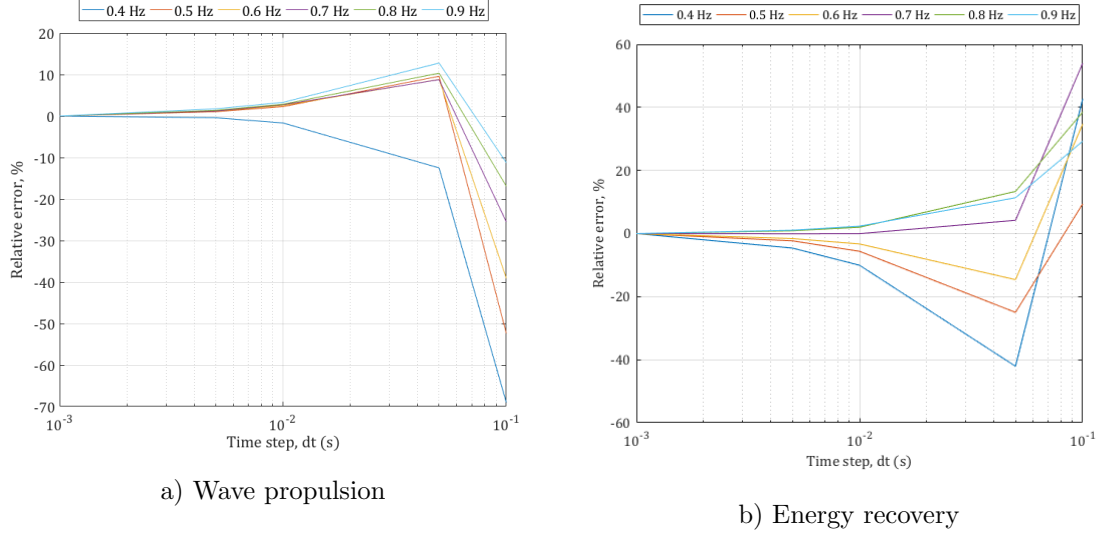 0.4 Hz 0.5 Hz 0.6 Hz 0.7 Hz 0.8 Hz 0.9 Hz
20
10
0
-10
-20
-30
-40
-50
-60
-70
Relative error, %
10-3 10-2 10-1
Time step, dt (s)
a) Wave propulsion
0.4 Hz 0.5 Hz 0.6 Hz 0.7 Hz 0.8 Hz 0.9 Hz
60
40
20
0
-20
-40
-60
Relative error, %
10-3 10-2 10-1
Time step, dt (s)
b) Energy recovery